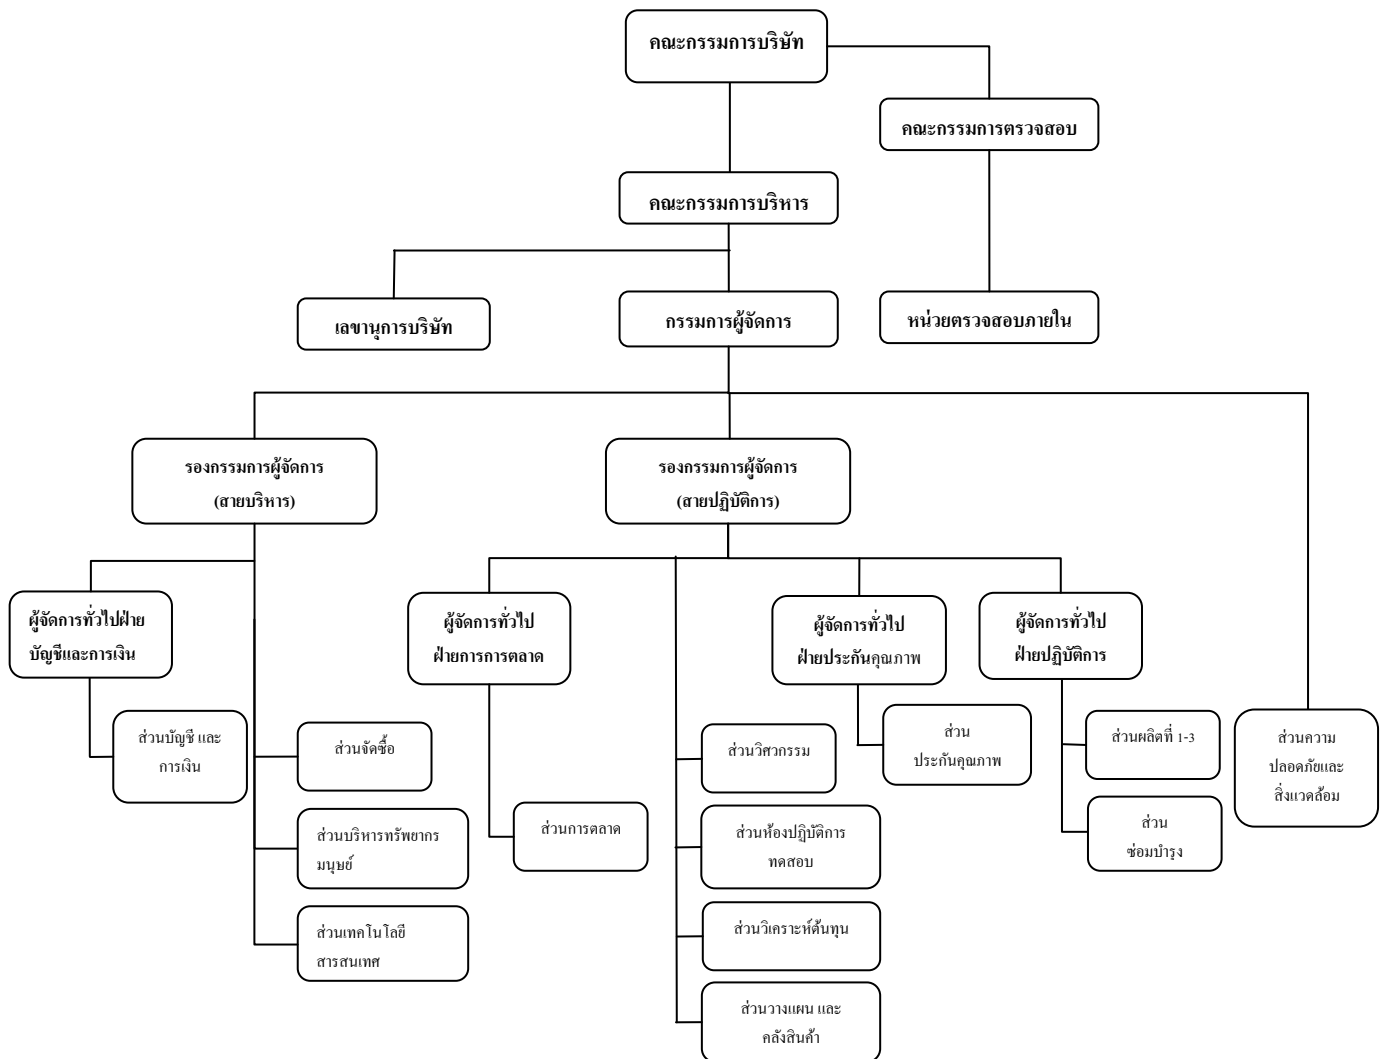 คณะกรรมการบริษัท
คณะกรรมการตรวจสอบ
คณะกรรมการบริหาร
เลขานุการบริษัท
กรรมการผู้จัดการ
หน่วยตรวจสอบภายใน
รองกรรมการผู้จัดการ
(สายบริหาร)
รองกรรมการผู้จัดการ
(สายปฏิบัติการ)
ผู้จัดการทั่วไปฝ่าย
บัญชีและการเงิน
ผู้จัดการทั่วไป
ฝ่ายการการตลาด
ผู้จัดการทั่วไป
ฝ่ายประกันคุณภาพ
ผู้จัดการทั่วไป
ฝ่ายปฏิบัติการ
ส่วนบัญชี และ
การเงิน
ส่วนจัดซื้อ
ส่วนบริหารทรัพยากร
มนุษย์
ส่วนเทคโนโลยี
สารสนเทศ
ส่วนการตลาด
ส่วนวิศวกรรม
ส่วนห้องปฏิบัติการ
ทดสอบ
ส่วนวิเคราะห์ต้นทุน
ส่วนวางแผน และ
คลังสินค้า
ส่วน
ประกันคุณภาพ
ส่วนผลิตที่ 1-3
ส่วน
ซ่อมบำรุง
ส่วนความ
ปลอดภัยและ
สิ่งแวดล้อม